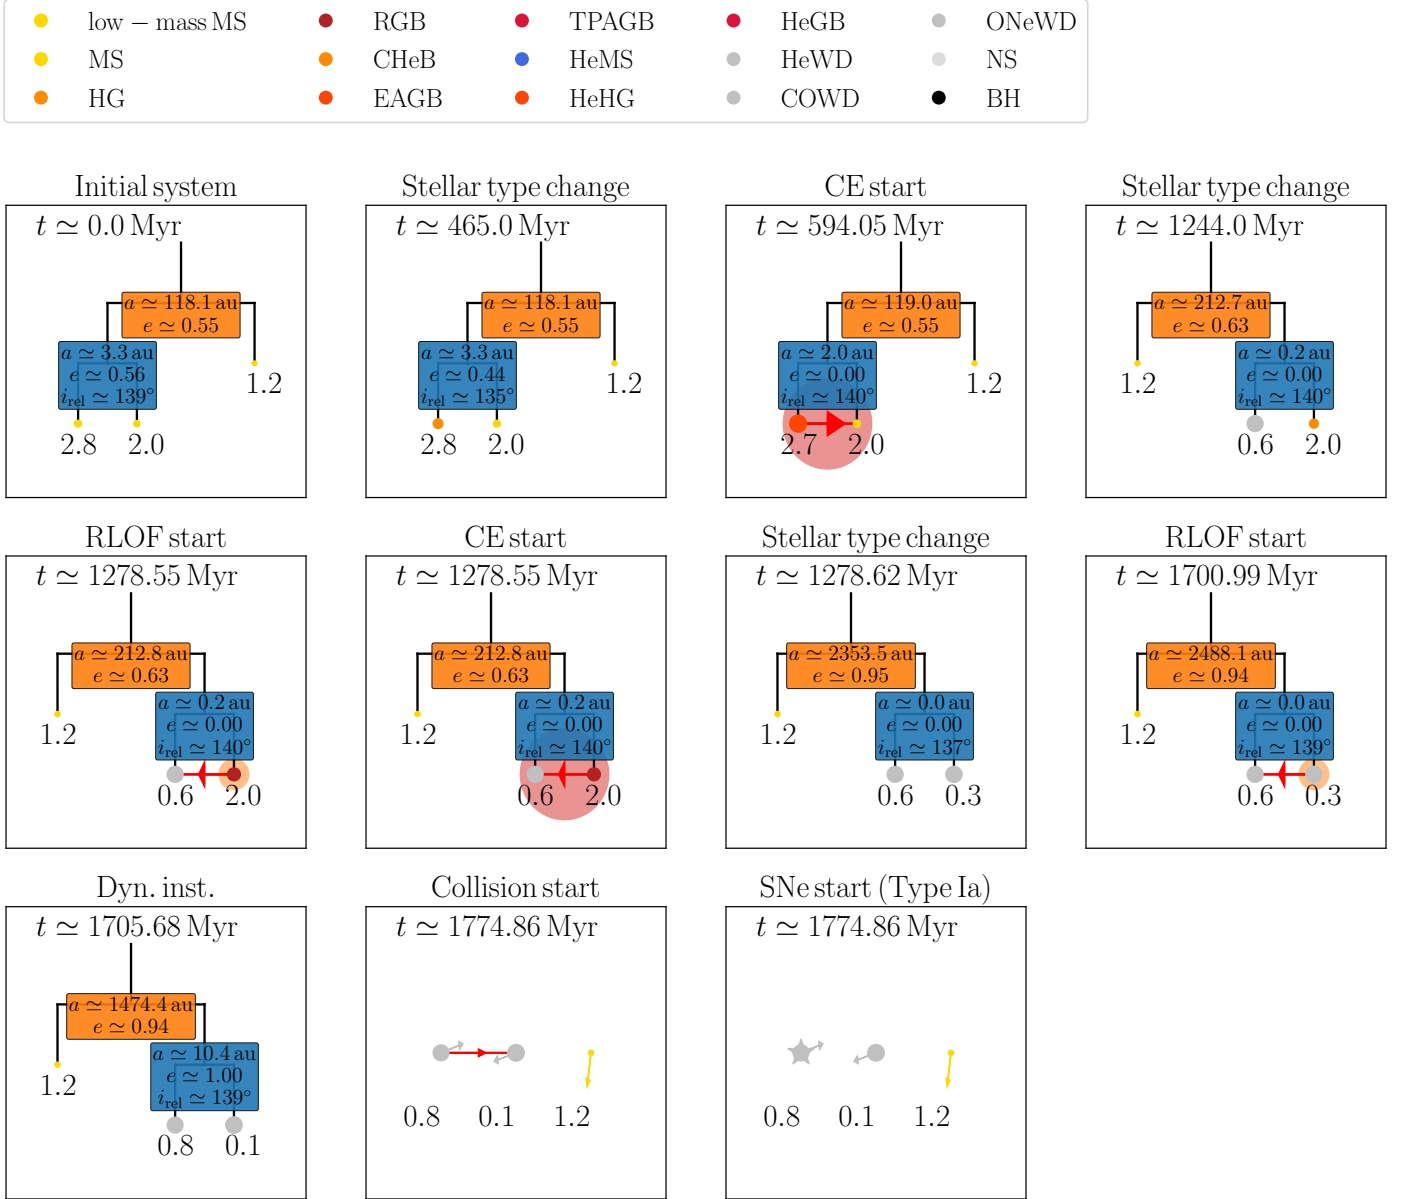 low − mass MS RGB TPAGB HeGB ONeWD
MS CHeB HeMS HeWD NS
HG EAGB HeHG COWD BH
Initial system
t ≃ 0.0 Myr
a ≃ 118.1 au
e ≃ 0.55
a ≃ 3.3 au
e ≃ 0.56
i_rel ≃ 139°
1.2
2.8 2.0
Stellar type change
t ≃ 465.0 Myr
a ≃ 118.1 au
e ≃ 0.55
a ≃ 3.3 au
e ≃ 0.44
i_rel ≃ 135°
1.2
2.8 2.0
CE start
t ≃ 594.05 Myr
a ≃ 119.0 au
e ≃ 0.55
a ≃ 2.0 au
e ≃ 0.00
i_rel ≃ 140°
1.2
2.7 2.0
Stellar type change
t ≃ 1244.0 Myr
a ≃ 212.7 au
e ≃ 0.63
a ≃ 0.2 au
e ≃ 0.00
i_rel ≃ 140°
1.2
0.6 2.0
RLOF start
t ≃ 1278.55 Myr
a ≃ 212.8 au
e ≃ 0.63
a ≃ 0.2 au
e ≃ 0.00
i_rel ≃ 140°
1.2
0.6 2.0
CE start
t ≃ 1278.55 Myr
a ≃ 212.8 au
e ≃ 0.63
a ≃ 0.2 au
e ≃ 0.00
i_rel ≃ 140°
1.2
0.6 2.0
Stellar type change
t ≃ 1278.62 Myr
a ≃ 2353.5 au
e ≃ 0.95
a ≃ 0.0 au
e ≃ 0.00
i_rel ≃ 137°
1.2
0.6 0.3
RLOF start
t ≃ 1700.99 Myr
a ≃ 2488.1 au
e ≃ 0.94
a ≃ 0.0 au
e ≃ 0.00
i_rel ≃ 139°
1.2
0.6 0.3
Dyn. inst.
t ≃ 1705.68 Myr
a ≃ 1474.4 au
e ≃ 0.94
a ≃ 10.4 au
e ≃ 1.00
i_rel ≃ 139°
1.2
0.8 0.1
Collision start
t ≃ 1774.86 Myr
0.8 0.1 1.2
SNe start (Type Ia)
t ≃ 1774.86 Myr
0.8 0.1 1.2